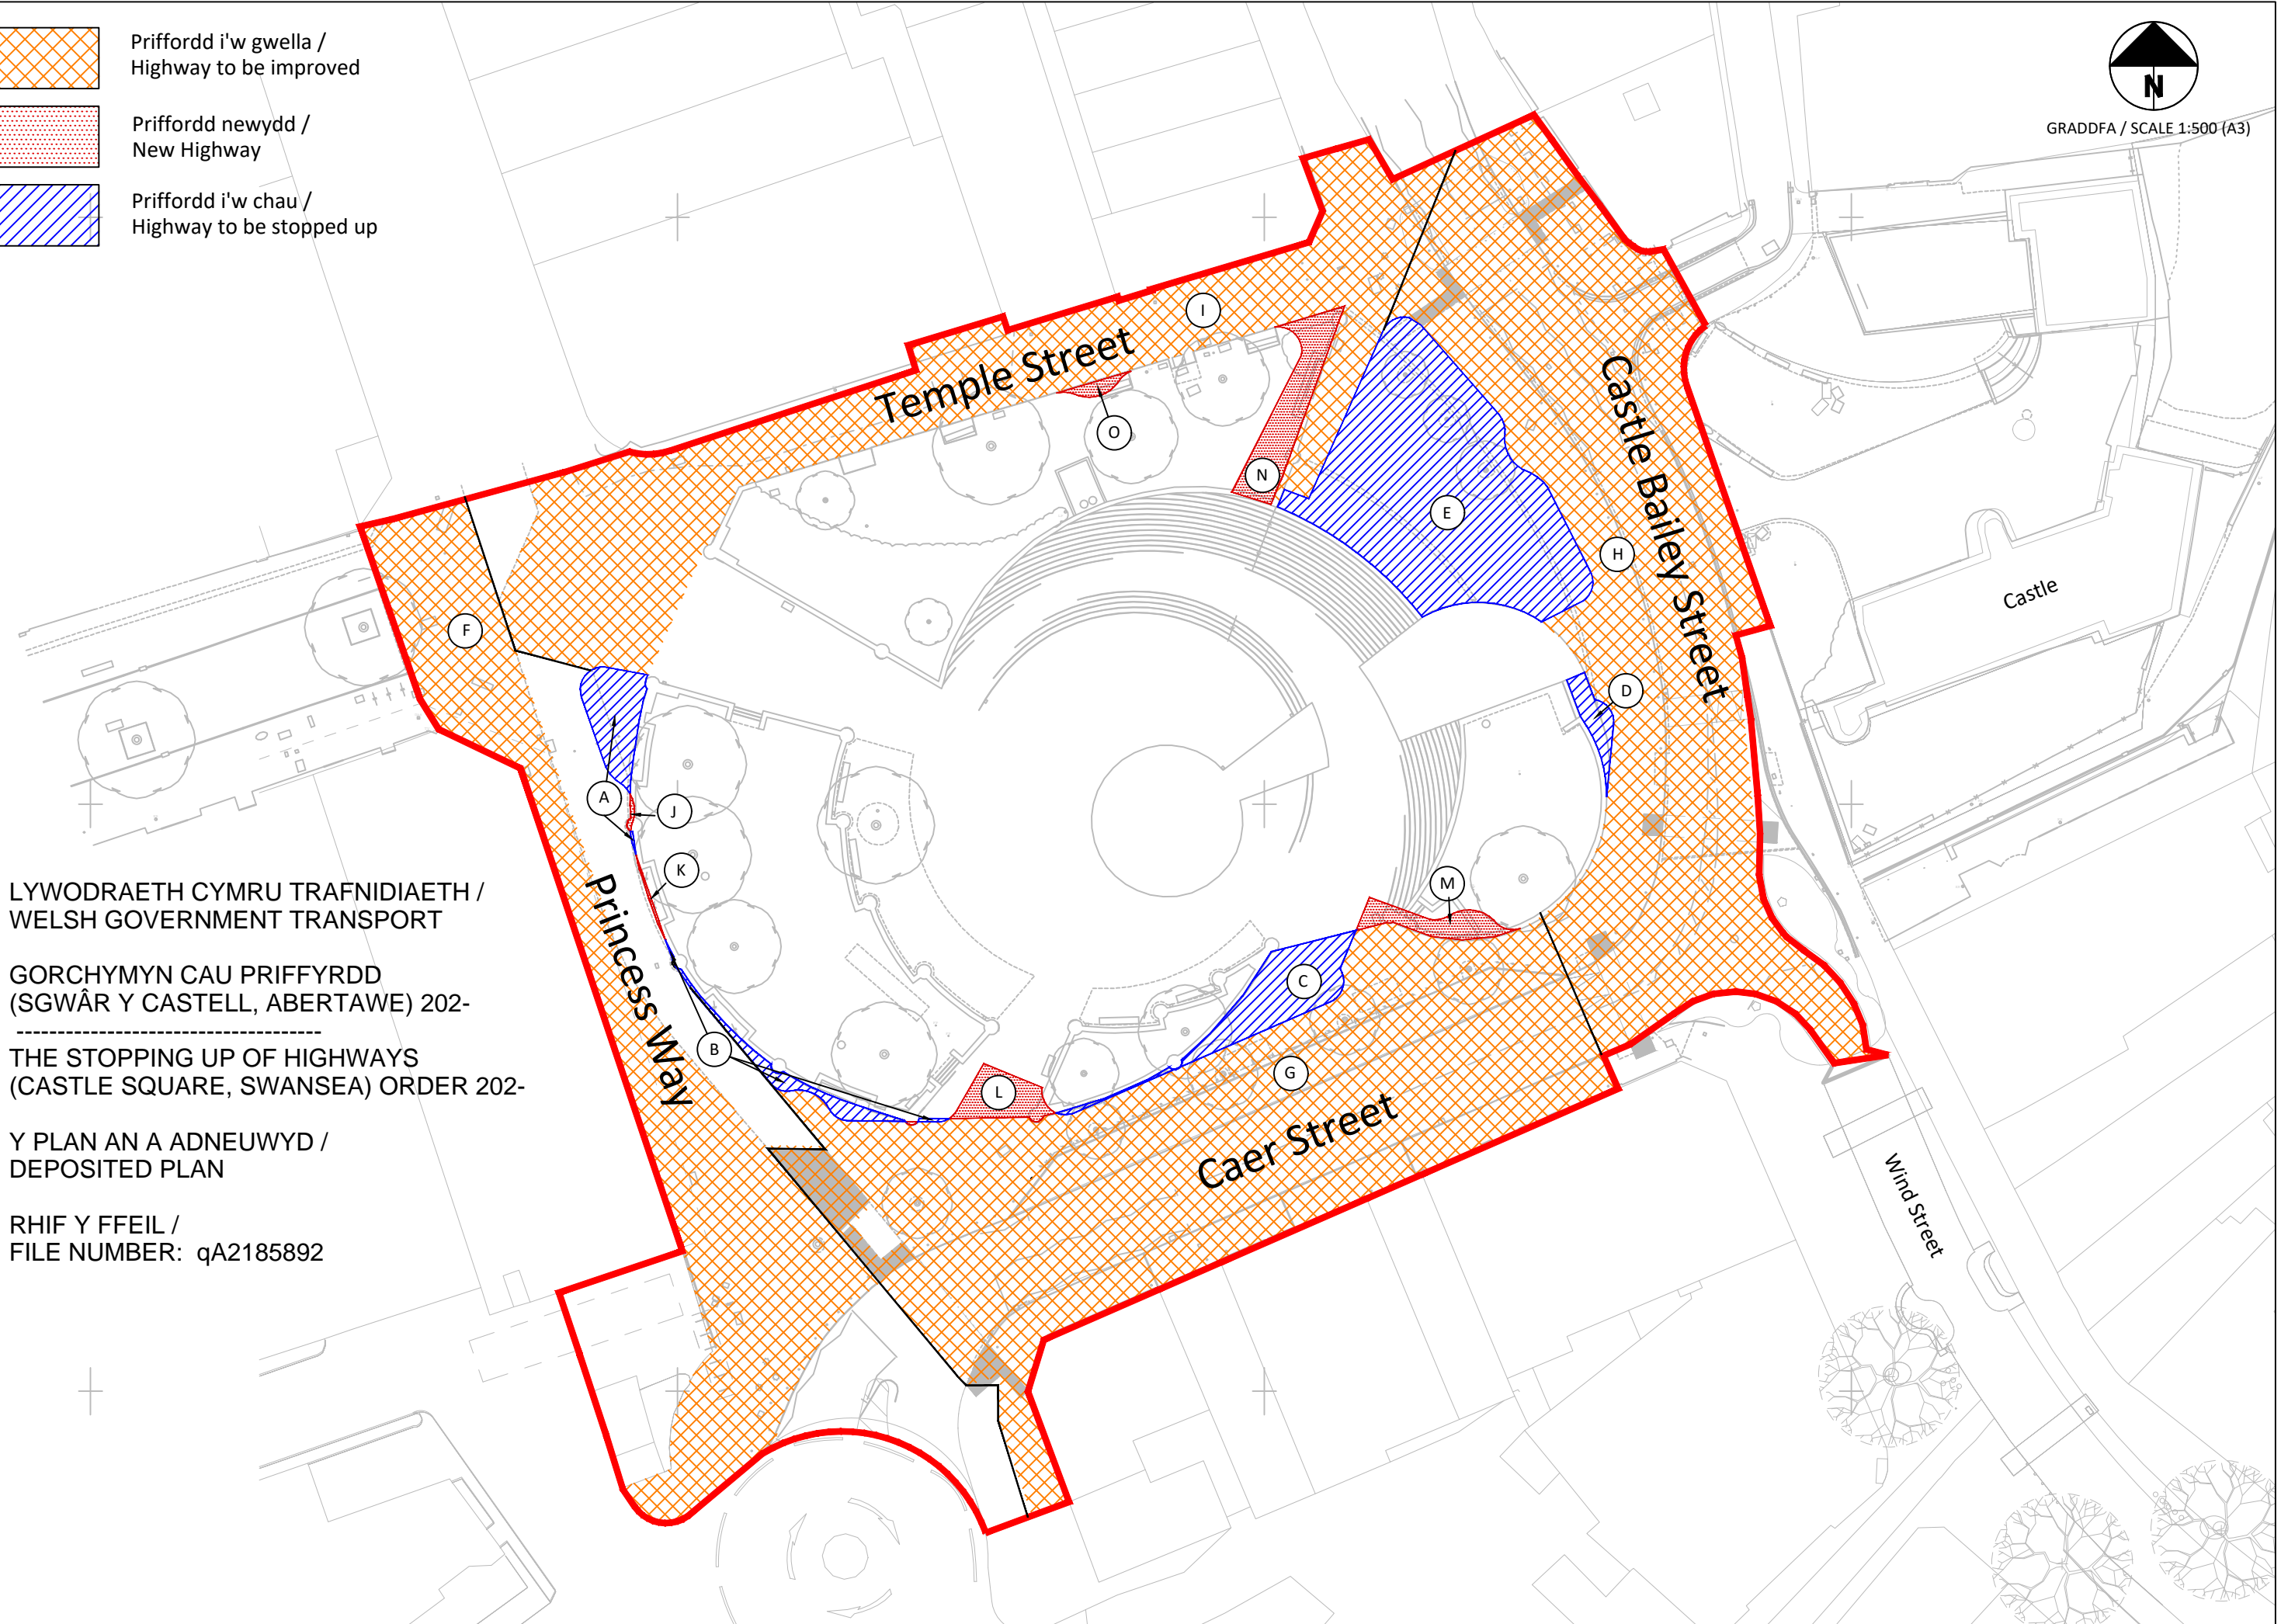 Priffordd i'w gwella /
Highway to be improved
Priffordd newydd /
New Highway
Priffordd i'w chau /
Highway to be stopped up
N
GRADDFA / SCALE 1:500 (A3)
I
Temple Street
O
N
E
H
Castle Bailey Street
F
Castle
D
A
J
K
M
Princess Way
C
B
L
G
Caer Street
Wind Street
LYWODRAETH CYMRU TRAFNIDIAETH /
WELSH GOVERNMENT TRANSPORT
GORCHYMYN CAU PRIFFYRDD
(SGWÂR Y CASTELL, ABERTAWE) 202-
-------------------------------------
THE STOPPING UP OF HIGHWAYS
(CASTLE SQUARE, SWANSEA) ORDER 202-
Y PLAN AN A ADNEUWYD /
DEPOSITED PLAN
RHIF Y FFEIL /
FILE NUMBER: qA2185892